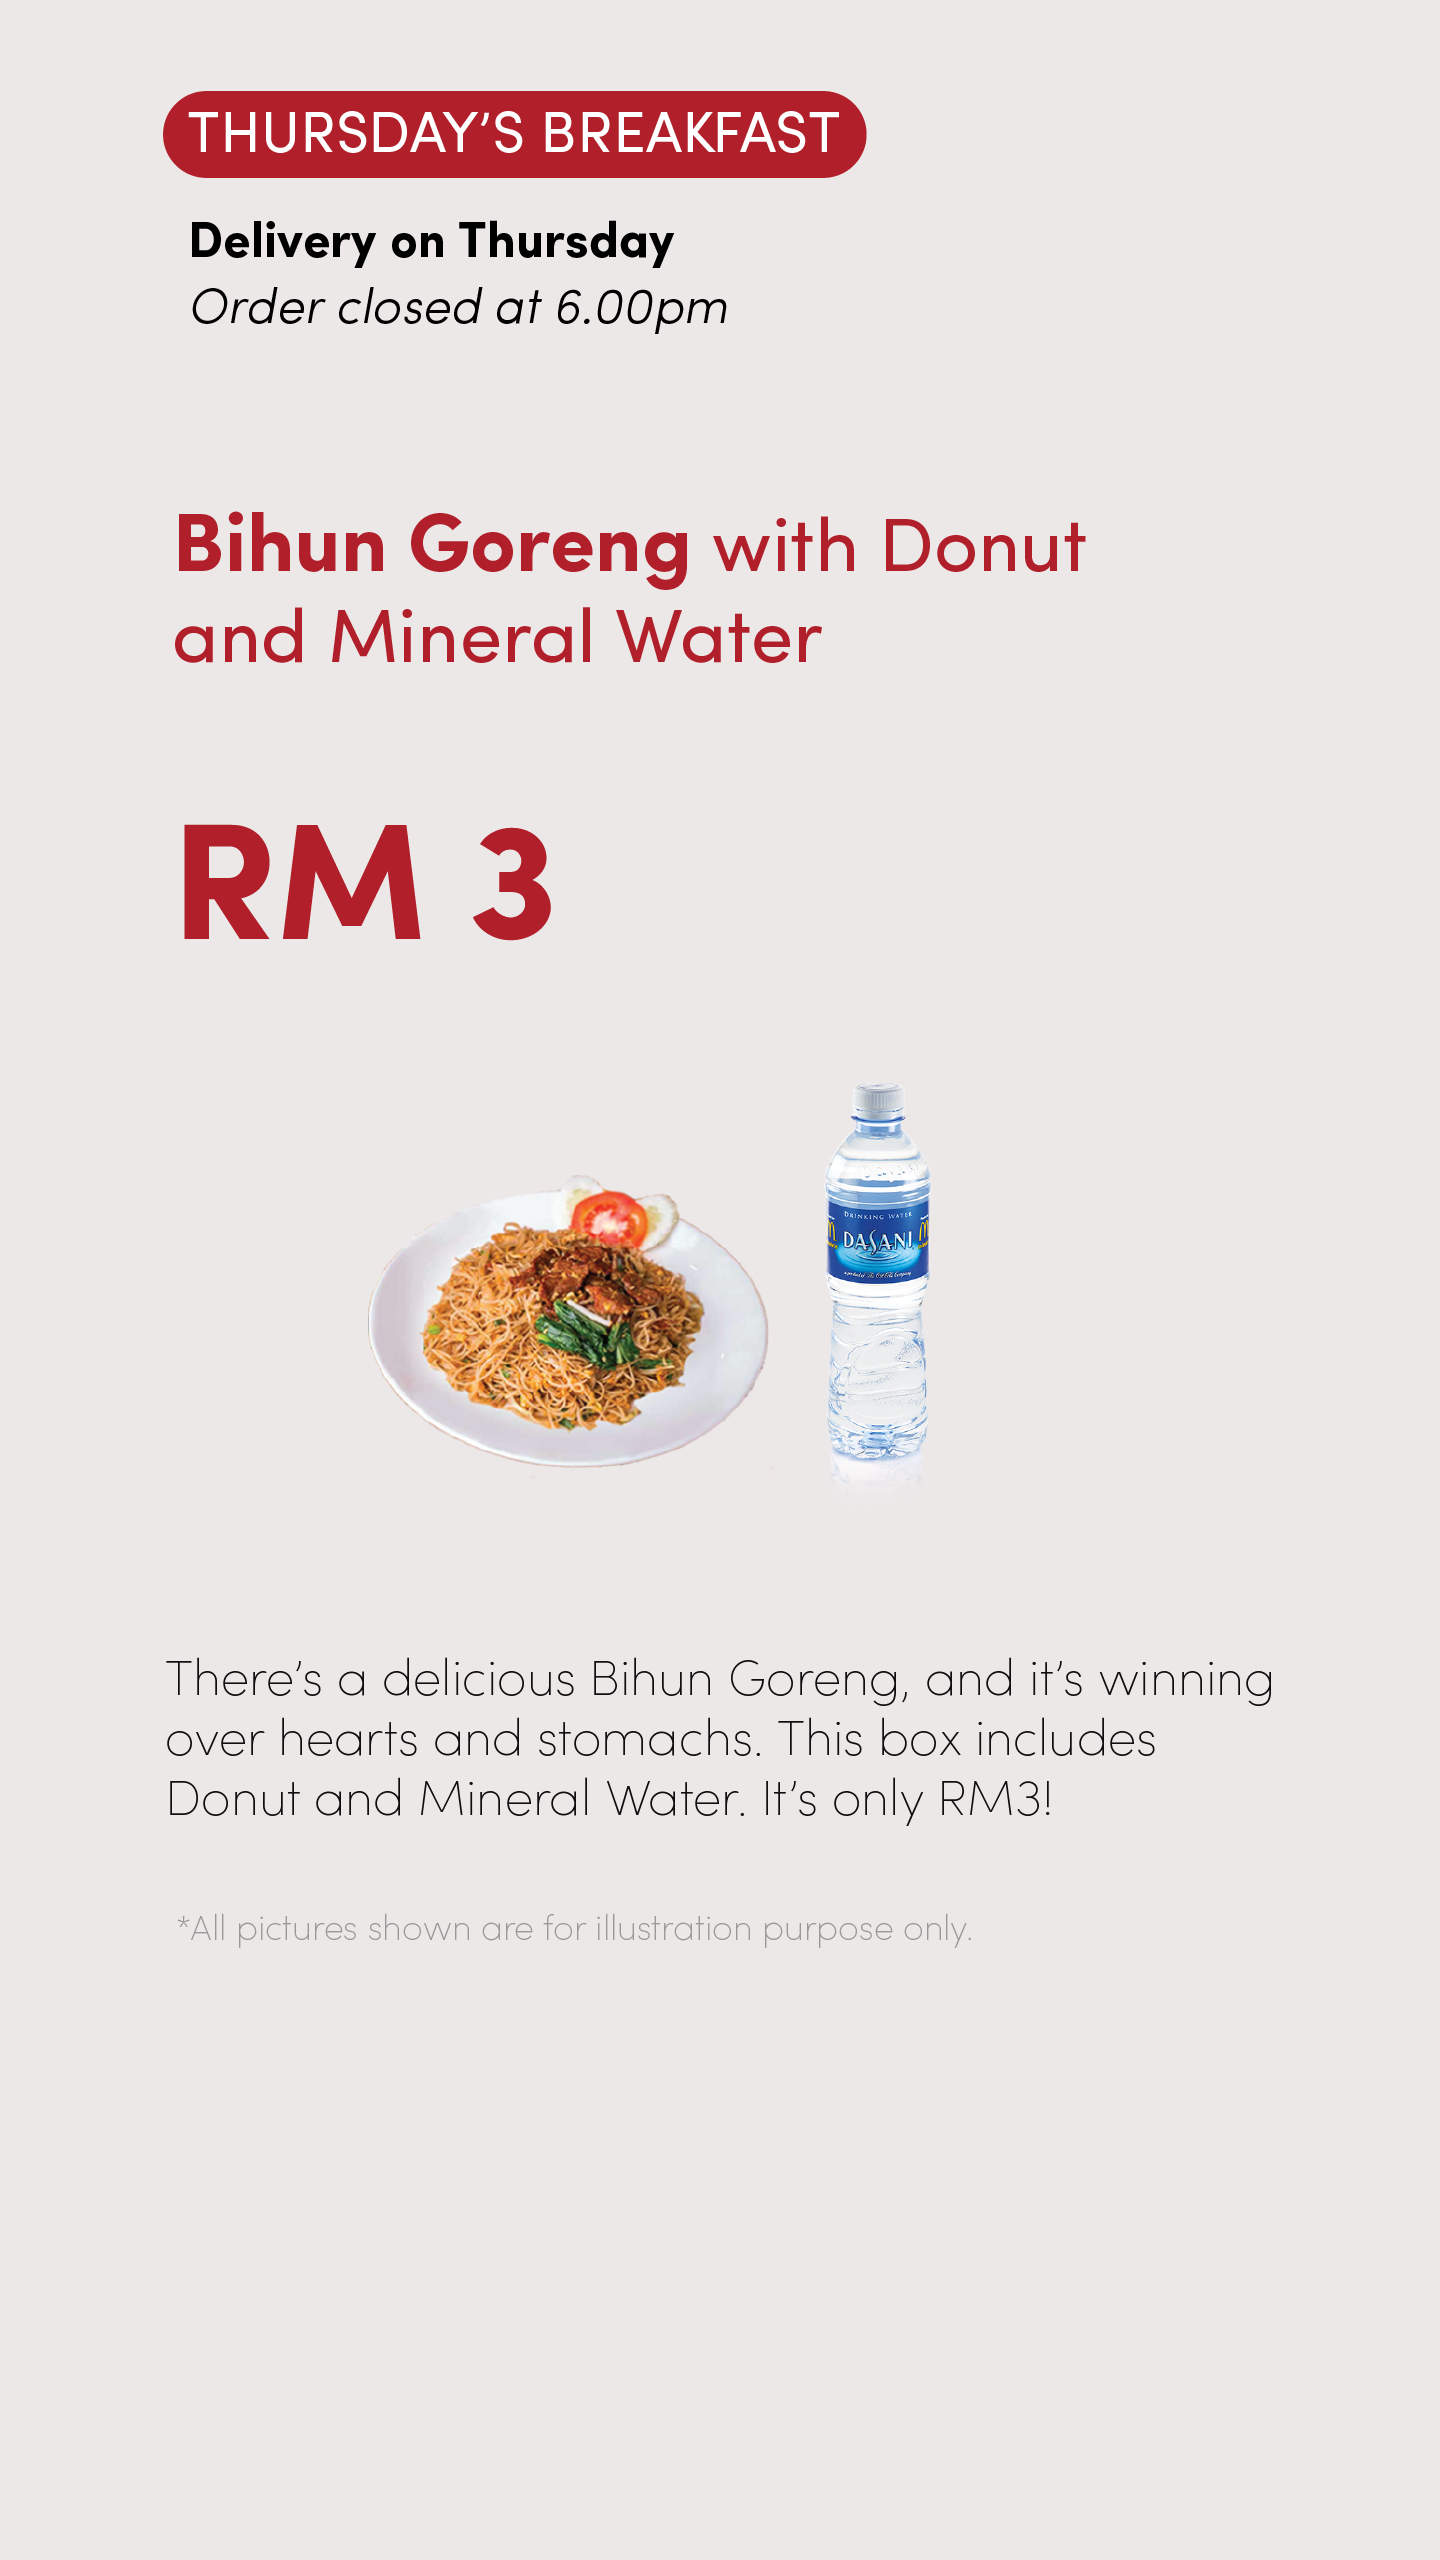 THURSDAY’S BREAKFAST
Delivery on Thursday
Order closed at 6.00pm
Bihun Goreng with Donut
and Mineral Water
RM 3
DRINKING WATER
DASANI
There’s a delicious Bihun Goreng, and it’s winning
over hearts and stomachs. This box includes
Donut and Mineral Water. It’s only RM3!
*All pictures shown are for illustration purpose only.